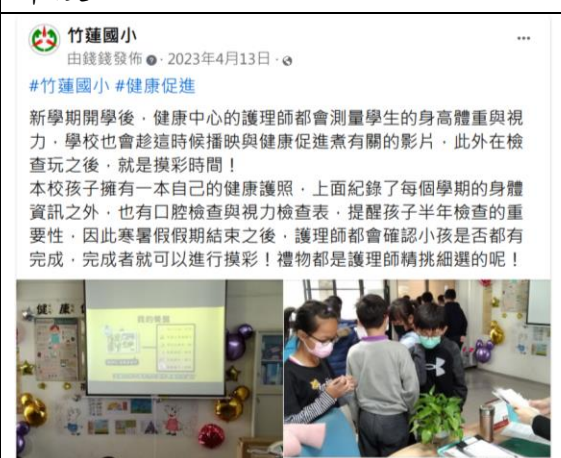 竹蓮國小
由錢錢發佈 · 2023年4月13日 ·
#竹蓮國小 #健康促進
新學期開學後，健康中心的護理師都會測量學生的身高體重與視
力，學校也會趁這時候播映與健康促進煮有關的影片，此外在檢
查玩之後，就是摸彩時間！
本校孩子擁有一本自己的健康護照，上面紀錄了每個學期的身體
資訊之外，也有口腔檢查與視力檢查表，提醒孩子半年檢查的重
要性，因此寒暑假假期結束之後，護理師都會確認小孩是否都有
完成，完成者就可以進行摸彩！禮物都是護理師精挑細選的呢！
我的餐盤
健 康